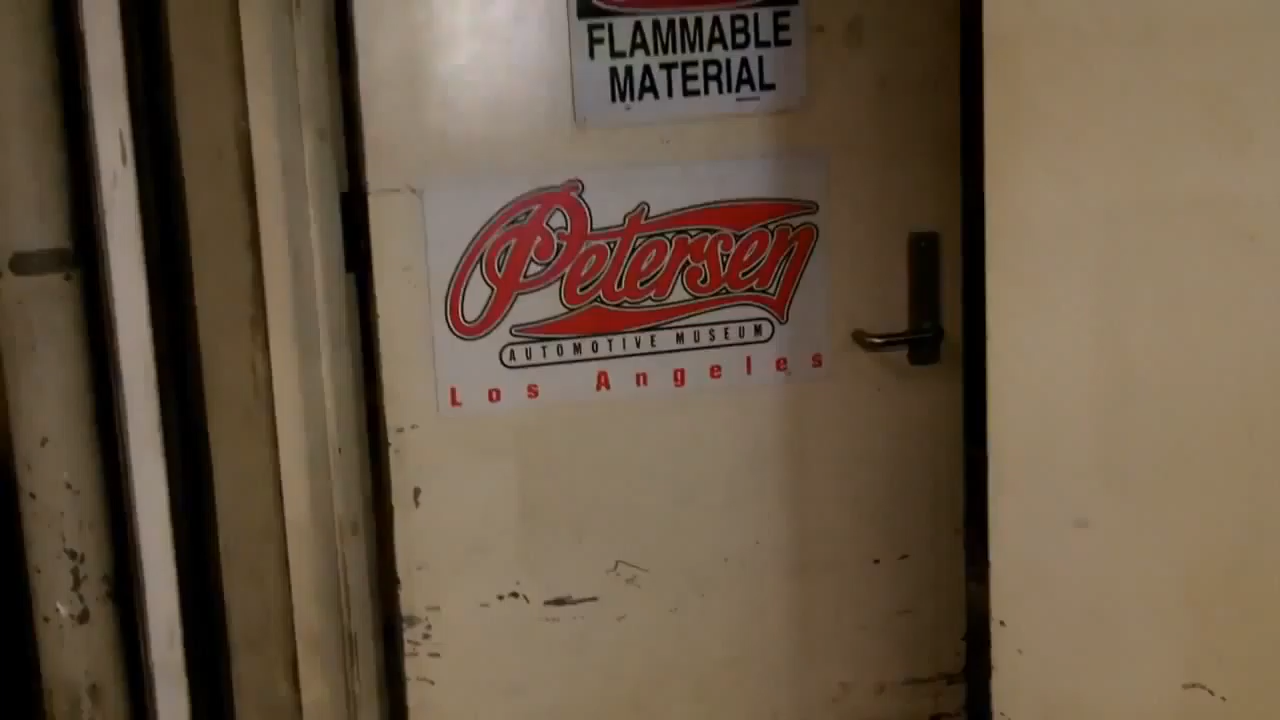 FLAMMABLE
MATERIAL
Petersen
AUTOMOTIVE MUSEUM
Los Angeles